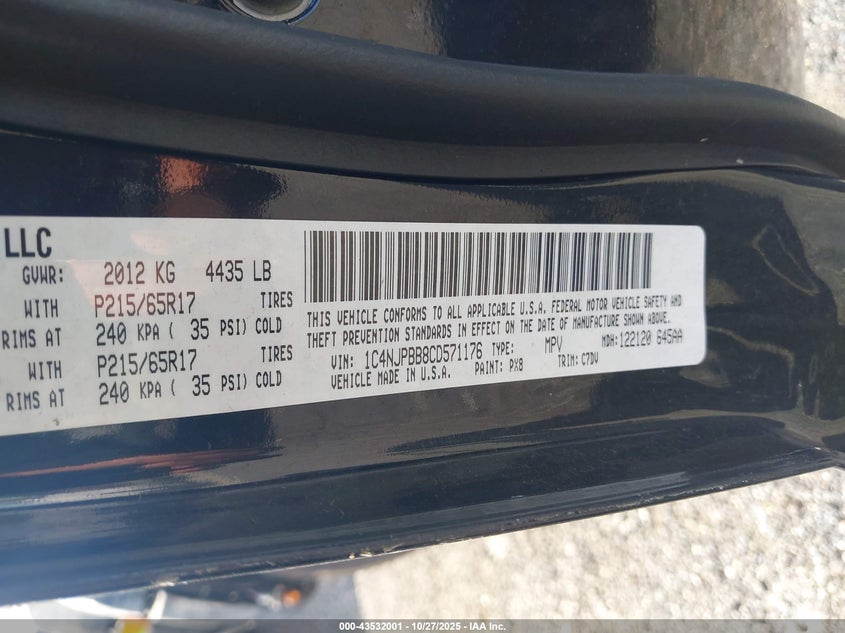 LLC
GVWR: 2012 KG 4435 LB
WITH P215/65R17 TIRES
RIMS AT 240 KPA ( 35 PSI) COLD
WITH P215/65R17 TIRES
RIMS AT 240 KPA ( 35 PSI) COLD
THIS VEHICLE CONFORMS TO ALL APPLICABLE U.S.A. FEDERAL MOTOR VEHICLE SAFETY AND
THEFT PREVENTION STANDARDS IN EFFECT ON THE DATE OF MANUFACTURE SHOWN ABOVE.
VIN: 1C4NJPBB8CD571176 TYPE: MPV MDH: 122120 645AA
VEHICLE MADE IN U.S.A. PAINT: PX8 TRIM: C7DV
000-43532001 | 10/27/2025 | IAA Inc.